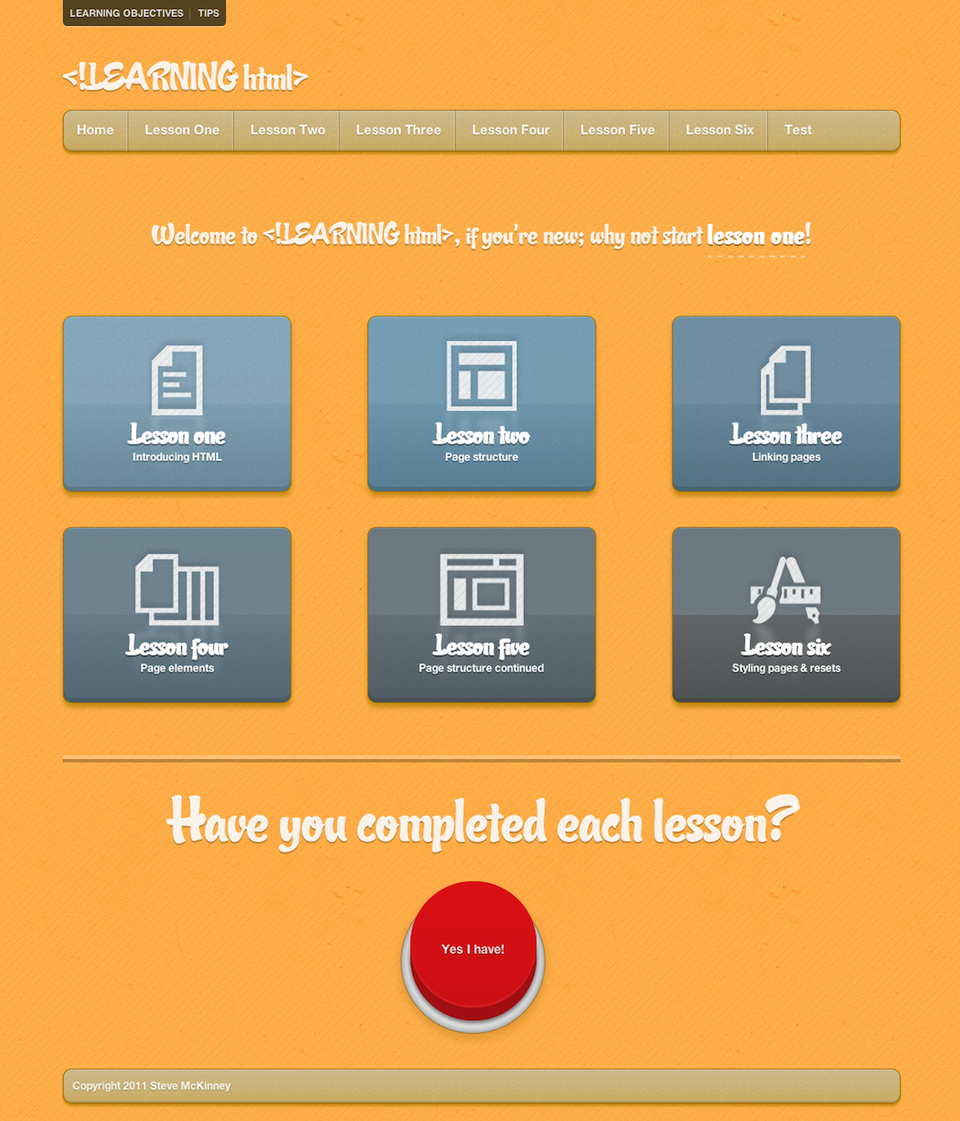 LEARNING OBJECTIVES TIPS
<!LEARNING html>
Home Lesson One Lesson Two Lesson Three Lesson Four Lesson Five Lesson Six Test
Welcome to <!LEARNING html>, if you're new; why not start lesson one!
Lesson one
Introducing HTML
Lesson two
Page structure
Lesson three
Linking pages
Lesson four
Page elements
Lesson five
Page structure continued
Lesson six
Styling pages & resets
Have you completed each lesson?
Yes I have!
Copyright 2011 Steve McKinney